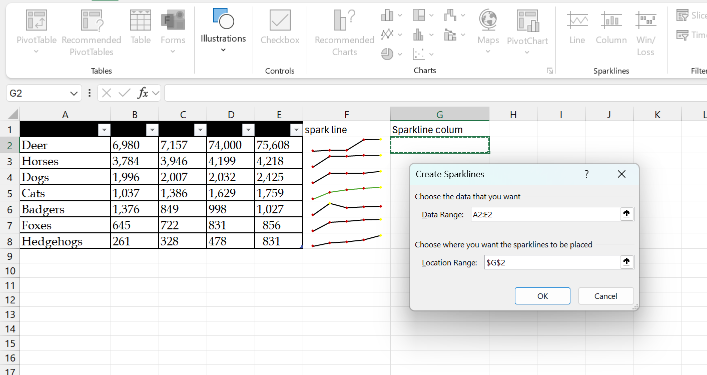 PivotTable Recommended PivotTables Table Forms Illustrations Checkbox Recommended Charts Maps PivotChart Line Column Win/ Loss
Tables Controls Charts Sparklines Filter
G2 fx
A B C D E F G H I J K L
1 spark line Sparkline colum
2 Deer 6,980 7,157 74,000 75,608
3 Horses 3,784 3,946 4,199 4,218
4 Dogs 1,996 2,007 2,032 2,425
5 Cats 1,037 1,386 1,629 1,759
6 Badgers 1,376 849 998 1,027
7 Foxes 645 722 831 856
8 Hedgehogs 261 328 478 831
9
10
11
12
13
14
15
16
17
Create Sparklines ? X
Choose the data that you want
Data Range: A2:E2
Choose where you want the sparklines to be placed
Location Range: $G$2
OK Cancel